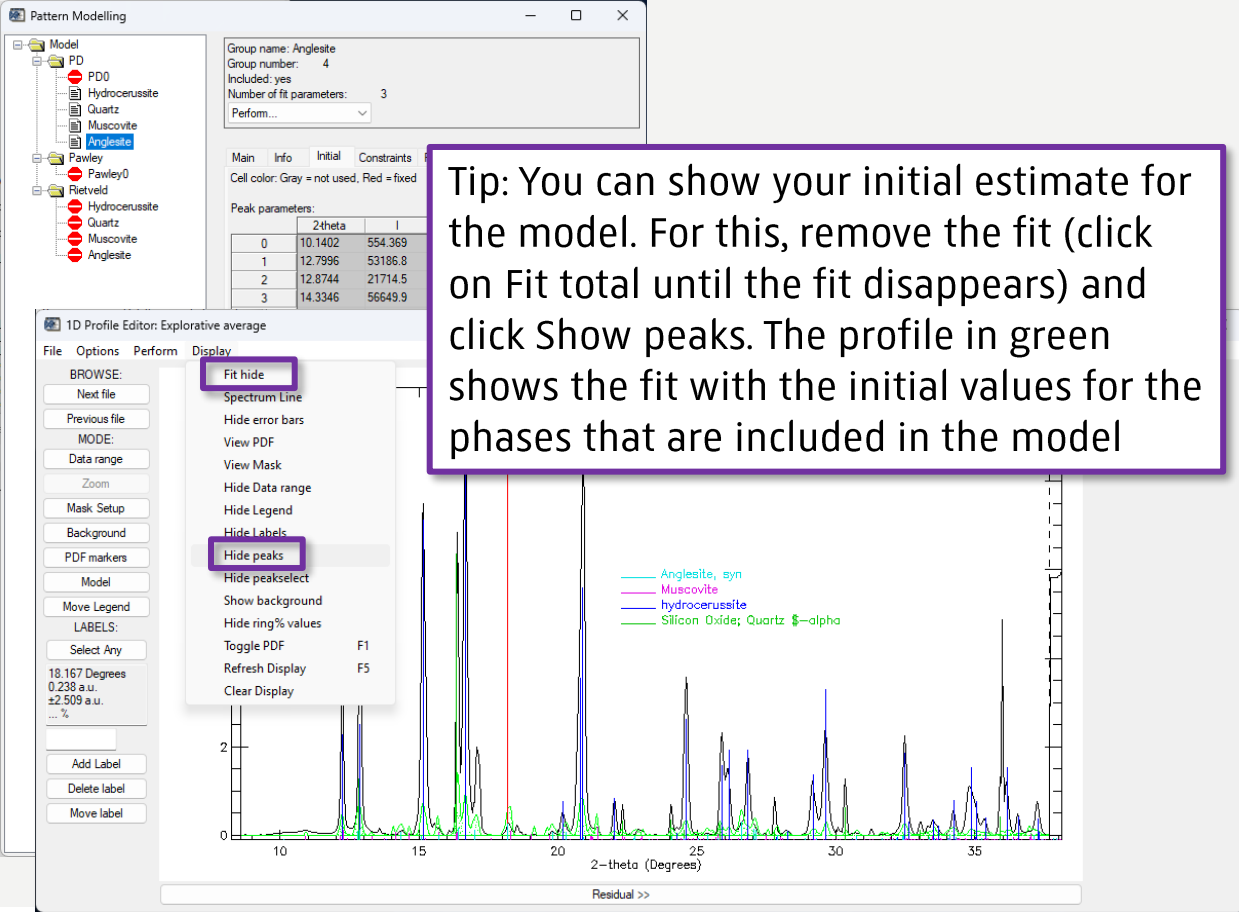 Pattern Modelling
Model
PD
PD0
Hydrocerussite
Quartz
Muscovite
Anglesite
Pawley
Pawley0
Rietveld
Hydrocerussite
Quartz
Muscovite
Anglesite
Group name: Anglesite
Group number: 4
Included: yes
Number of fit parameters: 3
Perform...
Main Info Initial Constraints
Cell color: Gray = not used, Red = fixed
Peak parameters:
2-theta I
0 10.1402 554.369
1 12.7996 53186.8
2 12.8744 21714.5
3 14.3346 56649.9
Tip: You can show your initial estimate for
the model. For this, remove the fit (click
on Fit total until the fit disappears) and
click Show peaks. The profile in green
shows the fit with the initial values for the
phases that are included in the model
1D Profile Editor: Explorative average
File Options Perform Display
BROWSE:
Next file
Previous file
MODE:
Data range
Zoom
Mask Setup
Background
PDF markers
Model
Move Legend
LABELS:
Select Any
18.167 Degrees
0.238 a.u.
±2.509 a.u.
... %
Add Label
Delete label
Move label
Fit hide
Spectrum Line
Hide error bars
View PDF
View Mask
Hide Data range
Hide Legend
Hide Labels
Hide peaks
Hide peakselect
Show background
Hide ring% values
Toggle PDF F1
Refresh Display F5
Clear Display
Anglesite, syn
Muscovite
hydrocerussite
Silicon Oxide; Quartz $-alpha
2
0
10 15 20 25 30 35
2-theta (Degrees)
Residual >>